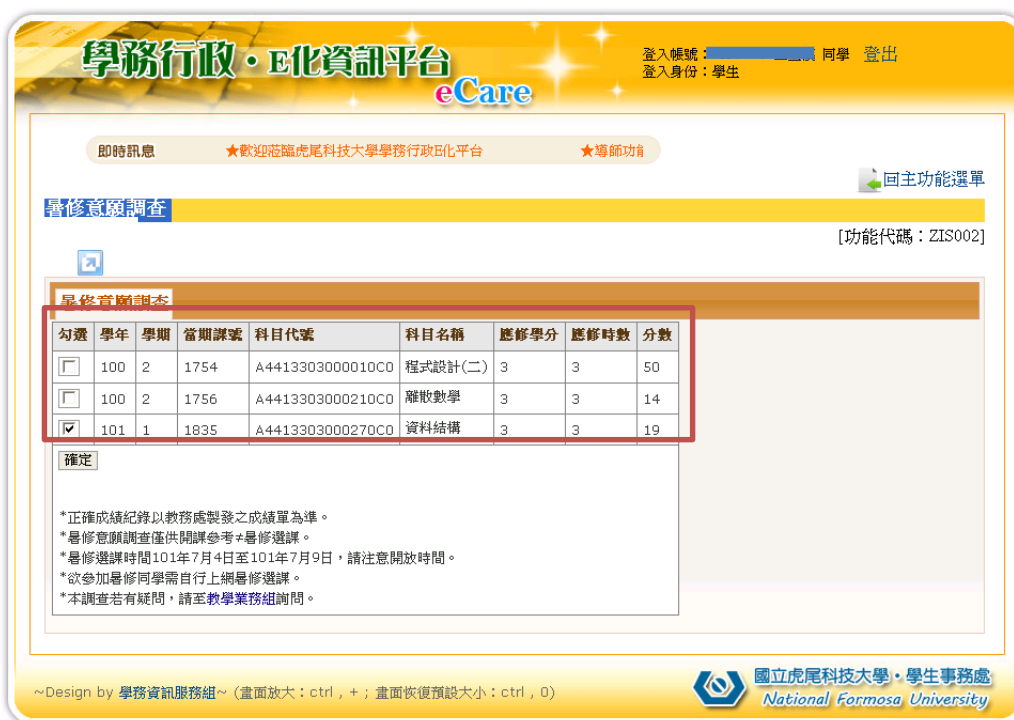 學務行政・E化資訊平台
eCare
登入帳號： 同學 登出
登入身份：學生
即時訊息 ★歡迎蒞臨虎尾科技大學學務行政E化平台 ★導師功
回主功能選單
暑修意願調查
[功能代碼：ZIS002]
暑修意願調查
勾選 學年 學期 當期課號 科目代號 科目名稱 應修學分 應修時數 分數
100 2 1754 A4413303000010C0 程式設計(二) 3 3 50
100 2 1756 A4413303000210C0 離散數學 3 3 14
101 1 1835 A4413303000270C0 資料結構 3 3 19
確定
*正確成績紀錄以教務處製發之成績單為準。
*暑修意願調查僅供開課參考≠暑修選課。
*暑修選課時間101年7月4日至101年7月9日，請注意開放時間。
*欲參加暑修同學需自行上網暑修選課。
*本調查若有疑問，請至教學業務組詢問。
~Design by 學務資訊服務組~ (畫面放大：ctrl , + ; 畫面恢復預設大小：ctrl , 0)
國立虎尾科技大學・學生事務處
National Formosa University